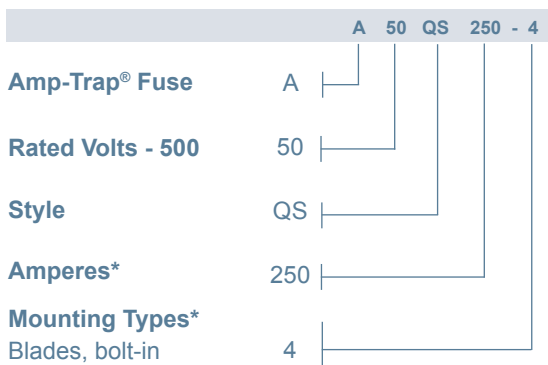 A 50 QS 250 - 4
Amp-Trap® Fuse A
Rated Volts - 500 50
Style QS
Amperes* 250
Mounting Types*
Blades, bolt-in 4